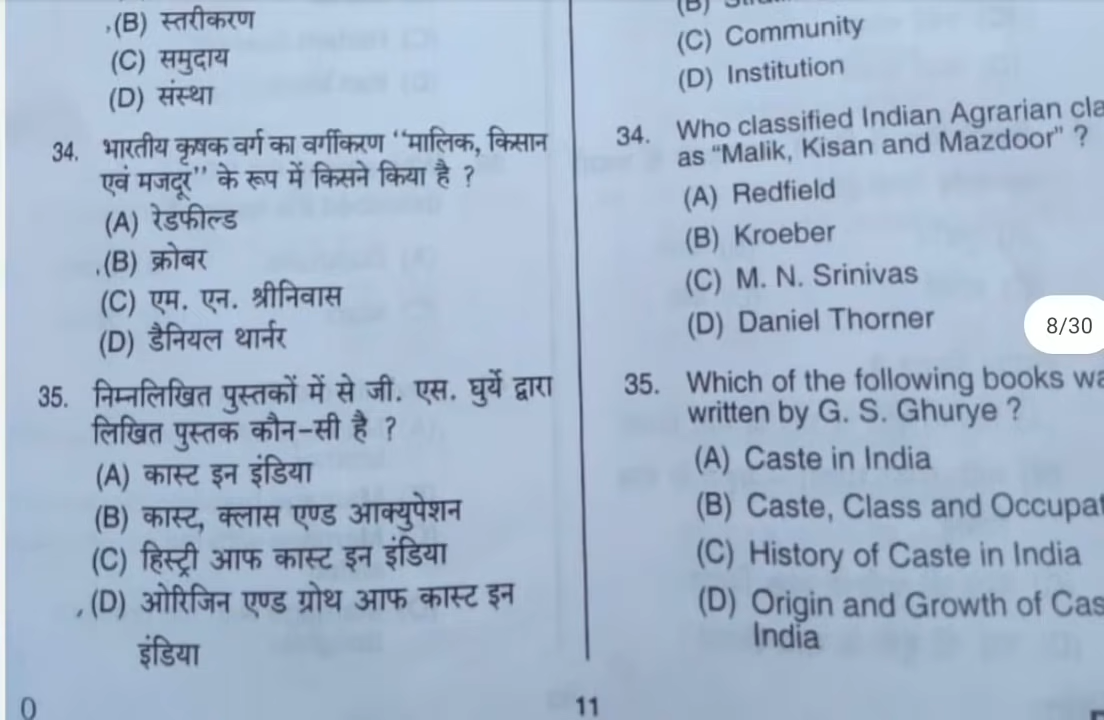 (B) स्तरीकरण
(C) समुदाय
(D) संस्था
34. भारतीय कृषक वर्ग का वर्गीकरण ‘‘मालिक, किसान
एवं मजदूर’’ के रूप में किसने किया है ?
(A) रेडफील्ड
(B) क्रोबर
(C) एम. एन. श्रीनिवास
(D) डैनियल थार्नर
35. निम्नलिखित पुस्तकों में से जी. एस. घुर्ये द्वारा
लिखित पुस्तक कौन-सी है ?
(A) कास्ट इन इंडिया
(B) कास्ट, क्लास एण्ड आक्युपेशन
(C) हिस्ट्री आफ कास्ट इन इंडिया
(D) ओरिजिन एण्ड ग्रोथ आफ कास्ट इन
इंडिया
(B)
(C) Community
(D) Institution
34. Who classified Indian Agrarian cla
as “Malik, Kisan and Mazdoor” ?
(A) Redfield
(B) Kroeber
(C) M. N. Srinivas
(D) Daniel Thorner
8/30
35. Which of the following books wa
written by G. S. Ghurye ?
(A) Caste in India
(B) Caste, Class and Occupat
(C) History of Caste in India
(D) Origin and Growth of Cas
India
0
11